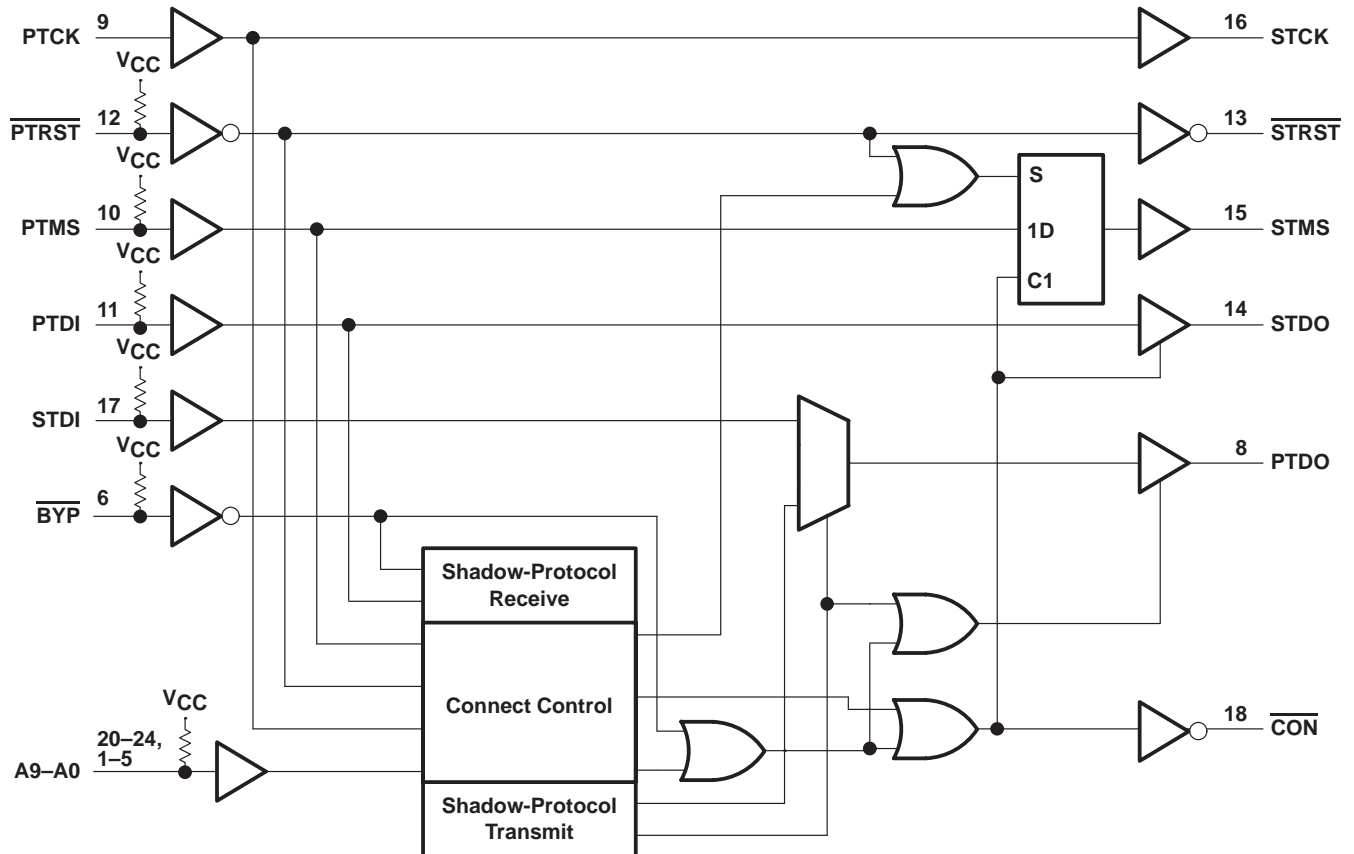 PTCK 9
16 STCK
VCC
PTRST 12
13 STRST
VCC
S
PTMS 10
1D
15 STMS
VCC
C1
PTDI 11
14 STDO
VCC
STDI 17
VCC
8 PTDO
BYP 6
Shadow-Protocol
Receive
Connect Control
VCC
20–24,
1–5
A9–A0
18 CON
Shadow-Protocol
Transmit